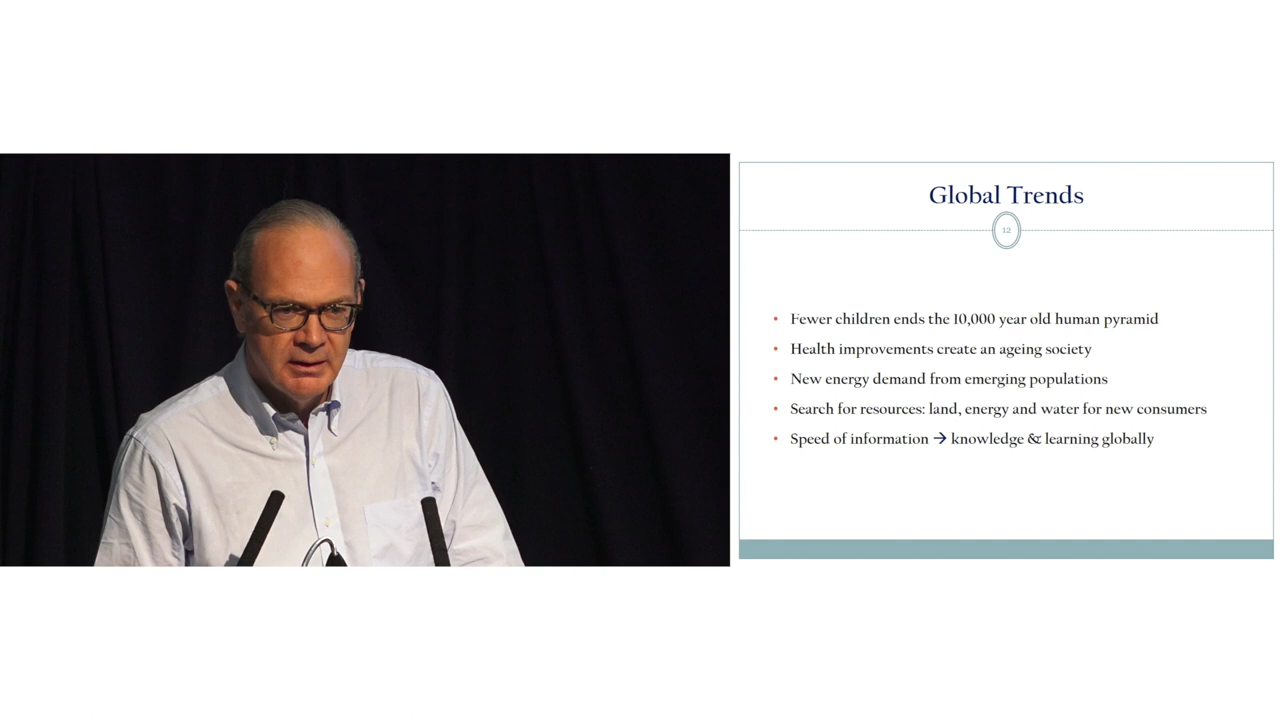 Global Trends
12
• Fewer children ends the 10,000 year old human pyramid
• Health improvements create an ageing society
• New energy demand from emerging populations
• Search for resources: land, energy and water for new consumers
• Speed of information → knowledge & learning globally